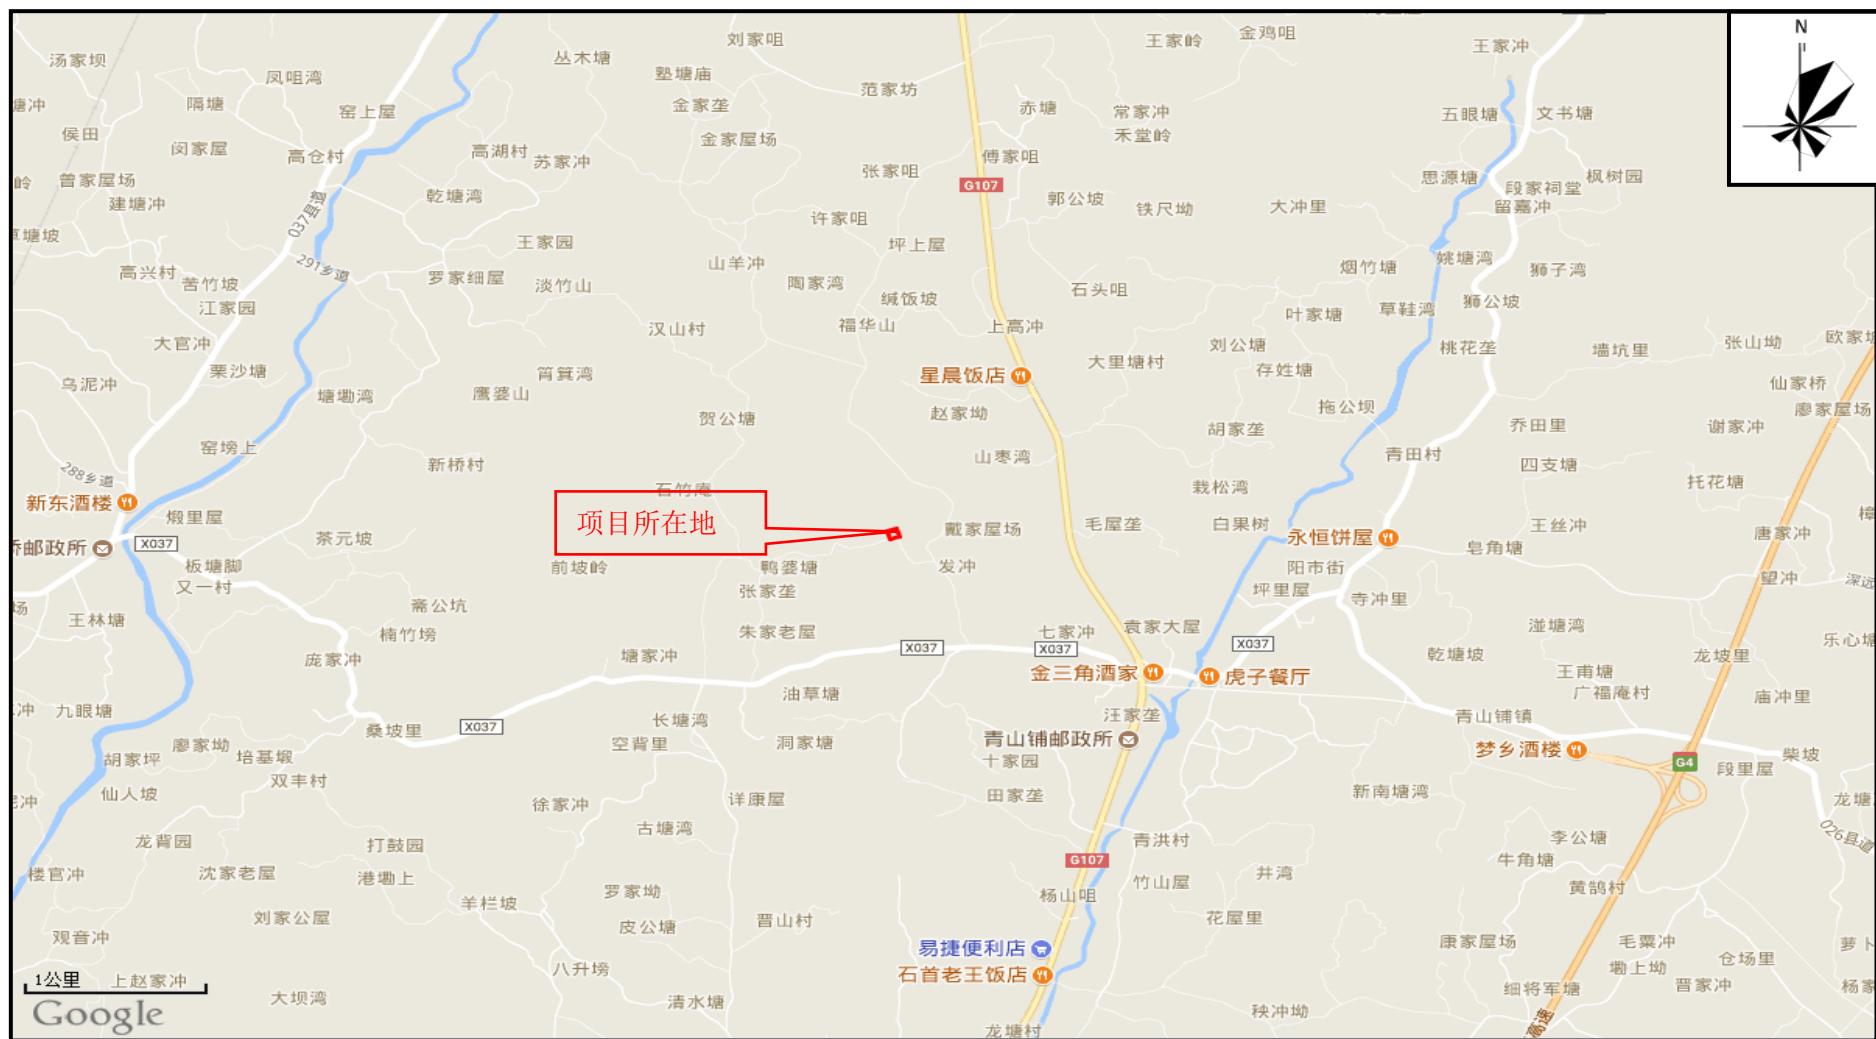 N
刘家咀
金鸡咀
王家岭
王家冲
汤家坝
丛木塘
凤咀湾
塾塘庙
范家坊
塘冲
隔塘
窑上屋
金家垄
赤塘
常家冲
五眼塘
文书塘
侯田
闵家屋
高仓村
高湖村
苏家冲
金家屋场
禾堂岭
傅家咀
张家咀
岭
曾家屋场
G107
思源塘
段家祠堂
枫树园
建塘冲
乾塘湾
郭公坡
铁尺坳
大冲里
留嘉冲
037县道
许家咀
王家园
坪上屋
291乡道
高兴村
苦竹坡
罗家细屋
淡竹山
山羊冲
陶家湾
缄饭坡
石头咀
烟竹塘
姚塘湾
狮子湾
江家园
汉山村
福华山
上高冲
叶家塘
草鞋湾
狮公坡
大官冲
刘公塘
桃花垄
墙坑里
张山坳
栗沙塘
筲箕湾
星晨饭店
大里塘村
存姓塘
仙家桥
乌泥冲
塘墈湾
鹰婆山
贺公塘
赵家坳
拖公坝
廖家屋场
胡家垄
乔田里
谢家冲
窑塝上
新桥村
山枣湾
青田村
四支塘
288乡道
石竹庵
栽松湾
托花塘
新东酒楼
煅里屋
项目所在地
戴家屋场
毛屋垄
白果树
永恒饼屋
王丝冲
唐家冲
桥邮政所
X037
茶元坡
皂角塘
板塘脚
前坡岭
鸭婆塘
发冲
阳市街
望冲
深远
又一村
张家垄
坪里屋
寺冲里
王林塘
斋公坑
楠竹塝
朱家老屋
七家冲
袁家大屋
湴塘湾
乐心塘
庞家冲
塘家冲
X037
X037
X037
乾塘坡
龙坡里
金三角酒家
虎子餐厅
王甫塘
广福庵村
油草塘
庙冲里
九眼塘
桑坡里
X037
长塘湾
汪家垄
青山铺镇
廖家坳
空背里
洞家塘
青山铺邮政所
梦乡酒楼
柴坡
胡家坪
培基塅
十家园
G4
段里屋
双丰村
仙人坡
徐家冲
详康屋
田家垄
新南塘湾
龙塘
古塘湾
青洪村
李公塘
026县道
龙背园
打鼓园
G107
牛角塘
楼官冲
沈家老屋
港墈上
罗家坳
杨山咀
竹山屋
井湾
黄鹄村
羊栏坡
刘家公屋
皮公塘
晋山村
花屋里
观音冲
易捷便利店
康家屋场
毛粟冲
萝卜
八升塝
石首老王饭店
墈上坳
仓场里
1公里
上赵家冲
大坝湾
清水塘
细将军塘
晋家冲
杨家
Google
龙塘村
秧冲坳
高速